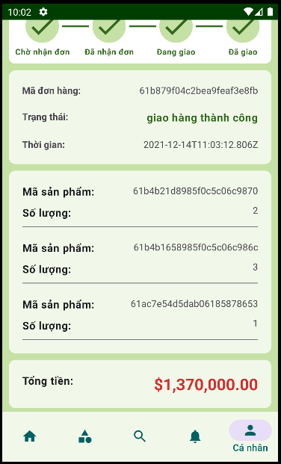 10:02
Chờ nhận đơn Đã nhận đơn Đang giao Đã giao
Mã đơn hàng: 61b879f04c2bea9feaf3e8fb
Trạng thái: giao hàng thành công
Thời gian: 2021-12-14T11:03:12.806Z
Mã sản phẩm: 61b4b21d8985f0c5c06c9870
Số lượng: 2
Mã sản phẩm: 61b4b1658985f0c5c06c986c
Số lượng: 3
Mã sản phẩm: 61ac7e54d5dab06185878653
Số lượng: 1
Tổng tiền: $1,370,000.00
Cá nhân